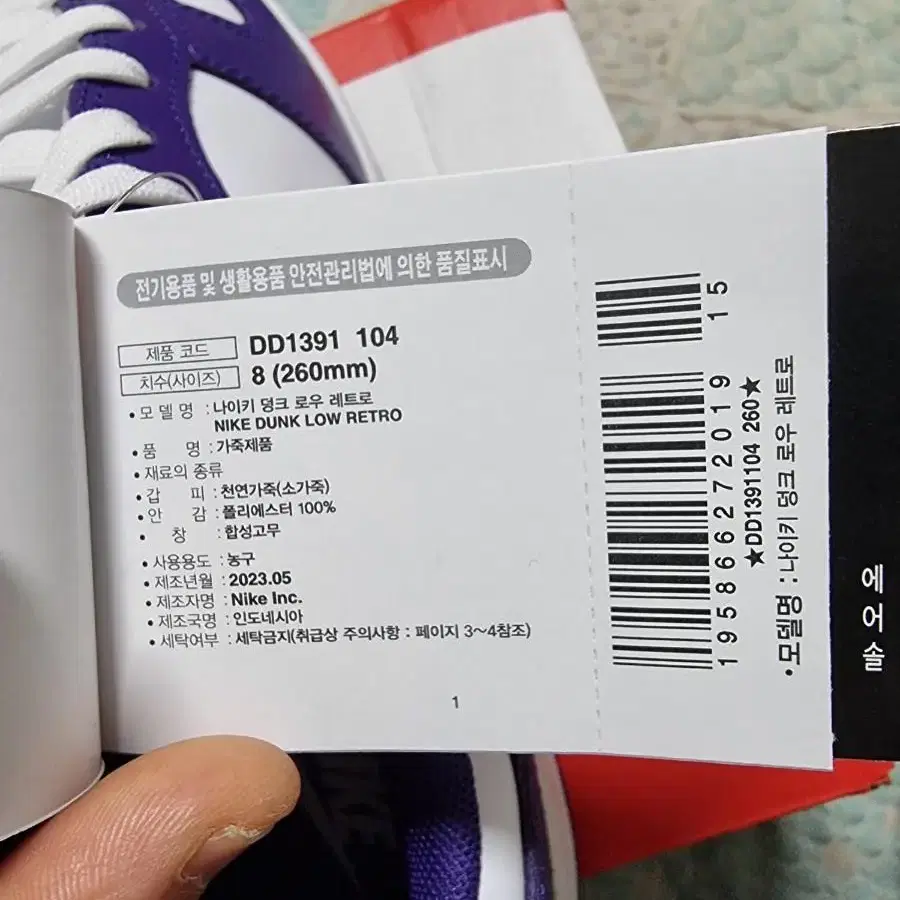 전기용품 및 생활용품 안전관리법에 의한 품질표시
제품 코드 DD1391 104
치수(사이즈) 8 (260mm)
• 모 델 명 : 나이키 덩크 로우 레트로
NIKE DUNK LOW RETRO
• 품 명 : 가죽제품
• 재료의 종류
• 갑 피 : 천연가죽(소가죽)
• 안 감 : 폴리에스터 100%
• 창 : 합성고무
• 사용용도 : 농구
• 제조년월 : 2023.05
• 제조자명 : Nike Inc.
• 제조국명 : 인도네시아
• 세탁여부 : 세탁금지(취급상 주의사항 : 페이지 3~4참조)
1
15
195866272019
★DD1391104 260★
• 모델명 : 나이키 덩크 로우 레트로
에어솔
NIKE